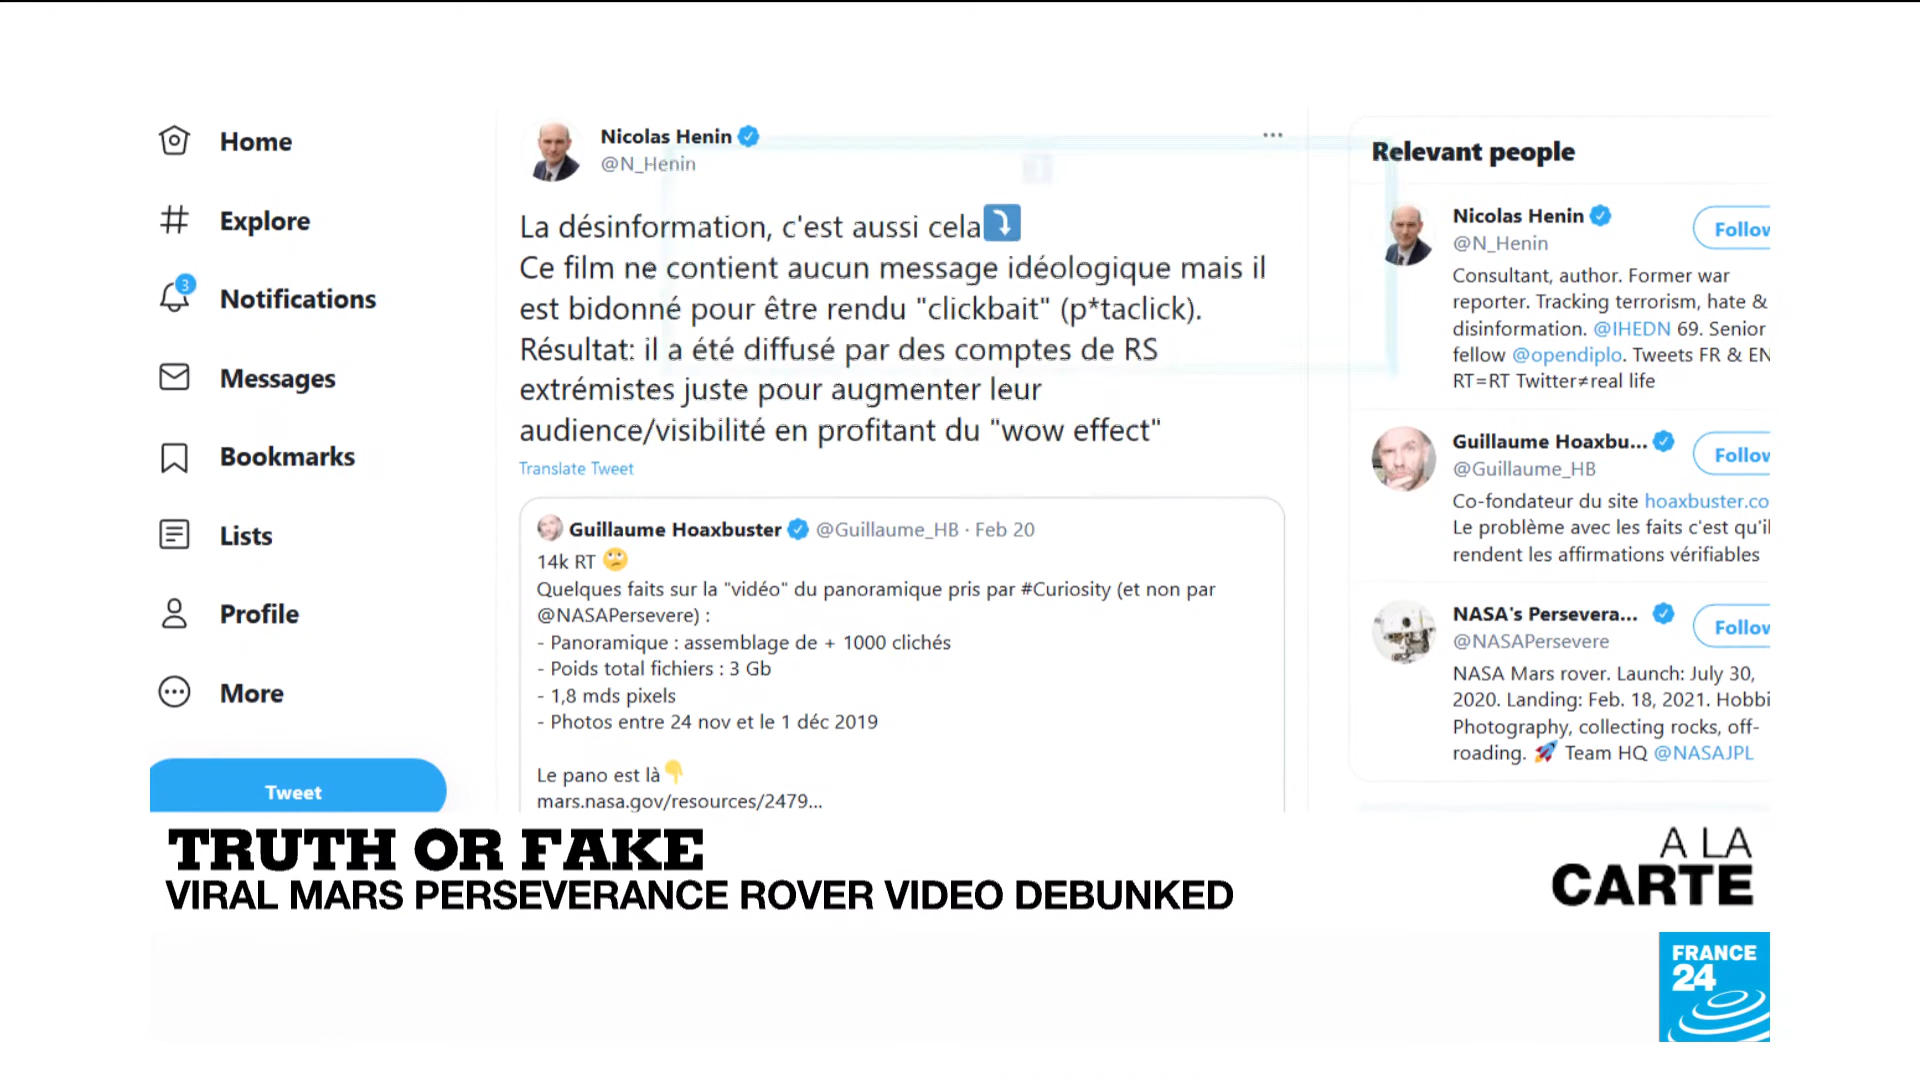 Home
Explore
3
Notifications
Messages
Bookmarks
Lists
Profile
More
Tweet
Nicolas Henin
@N_Henin
La désinformation, c'est aussi cela
Ce film ne contient aucun message idéologique mais il
est bidonné pour être rendu "clickbait" (p*taclick).
Résultat: il a été diffusé par des comptes de RS
extrémistes juste pour augmenter leur
audience/visibilité en profitant du "wow effect"
Translate Tweet
Guillaume Hoaxbuster @Guillaume_HB · Feb 20
14k RT
Quelques faits sur la "vidéo" du panoramique pris par #Curiosity (et non par
@NASAPersevere) :
- Panoramique : assemblage de + 1000 clichés
- Poids total fichiers : 3 Gb
- 1,8 mds pixels
- Photos entre 24 nov et le 1 déc 2019
Le pano est là
mars.nasa.gov/resources/2479...
Relevant people
Nicolas Henin
@N_Henin
Follow
Consultant, author. Former war
reporter. Tracking terrorism, hate &
disinformation. @IHEDN 69. Senior
fellow @opendiplo. Tweets FR & EN
RT=RT Twitter≠real life
Guillaume Hoaxbu...
@Guillaume_HB
Follow
Co-fondateur du site hoaxbuster.co
Le problème avec les faits c'est qu'il
rendent les affirmations vérifiables
NASA's Persevera...
@NASAPersevere
Follow
NASA Mars rover. Launch: July 30,
2020. Landing: Feb. 18, 2021. Hobbi
Photography, collecting rocks, off-
roading. Team HQ @NASAJPL
TRUTH OR FAKE
VIRAL MARS PERSEVERANCE ROVER VIDEO DEBUNKED
A LA
CARTE
FRANCE
24